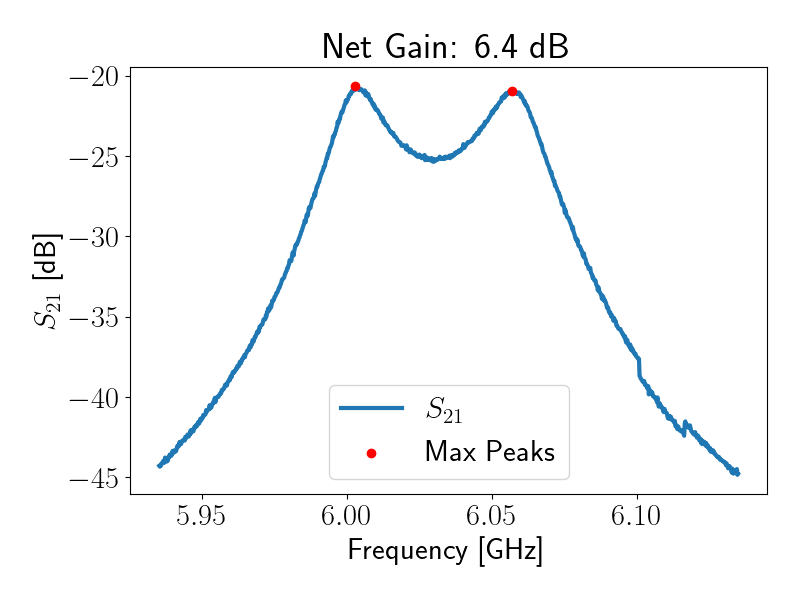 Net Gain: 6.4 dB
−20
−25
−30
−35
−40
−45
S21 [dB]
S21
Max Peaks
5.95 6.00 6.05 6.10
Frequency [GHz]